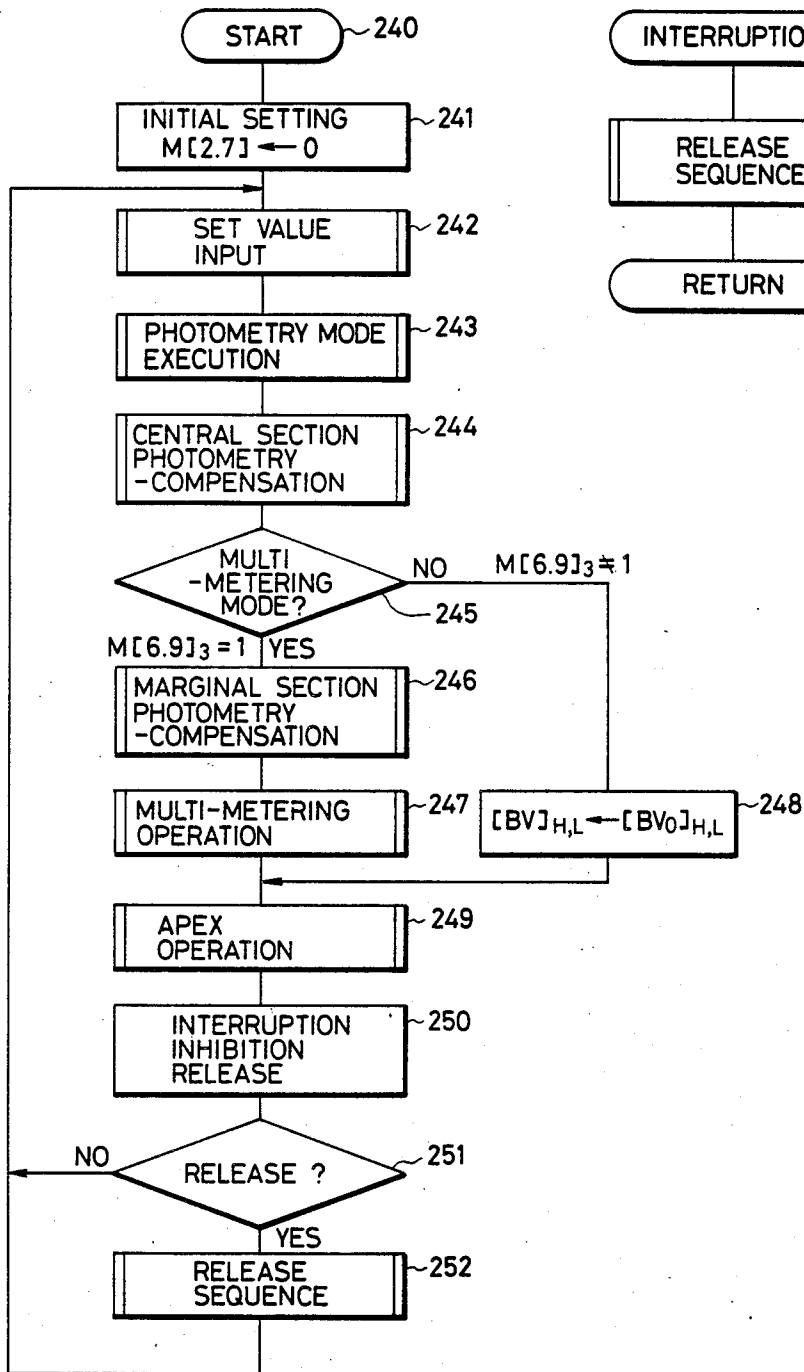 START
240
INITIAL SETTING
M[2.7] ← 0
241
SET VALUE
INPUT
242
PHOTOMETRY MODE
EXECUTION
243
CENTRAL SECTION
PHOTOMETRY
-COMPENSATION
244
MULTI
-METERING
MODE?
245
NO
M[6.9]3 ≠ 1
M[6.9]3 = 1
YES
MARGINAL SECTION
PHOTOMETRY
-COMPENSATION
246
MULTI-METERING
OPERATION
247
[BV]H,L ← [BV0]H,L
248
APEX
OPERATION
249
INTERRUPTION
INHIBITION
RELEASE
250
NO
RELEASE ?
251
YES
RELEASE
SEQUENCE
252
INTERRUPTIO
RELEASE
SEQUENCE
RETURN